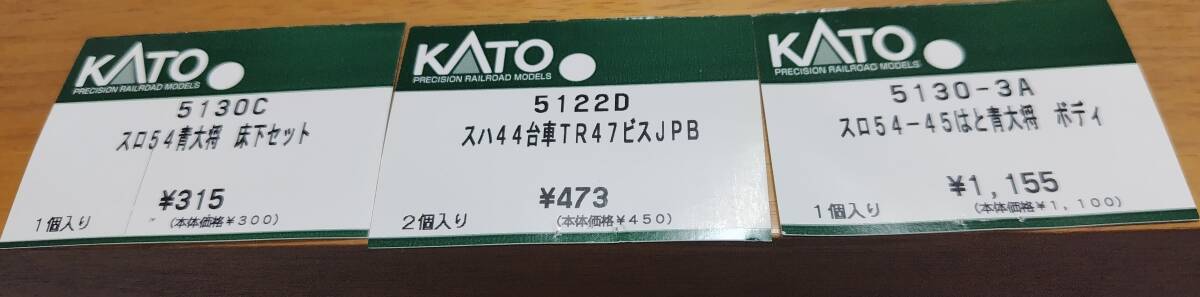 KATO
PRECISION RAILROAD MODELS
5130C
スロ54青大将 床下セット
¥315
1個入り
(本体価格¥300)
KATO
PRECISION RAILROAD MODELS
5122D
スハ44台車TR47ビスJPB
¥473
2個入り
(本体価格¥450)
KATO
PRECISION RAILROAD MODELS
5130-3A
スロ54-45はと青大将 ボディ
¥1,155
1個入り
(本体価格¥1,100)